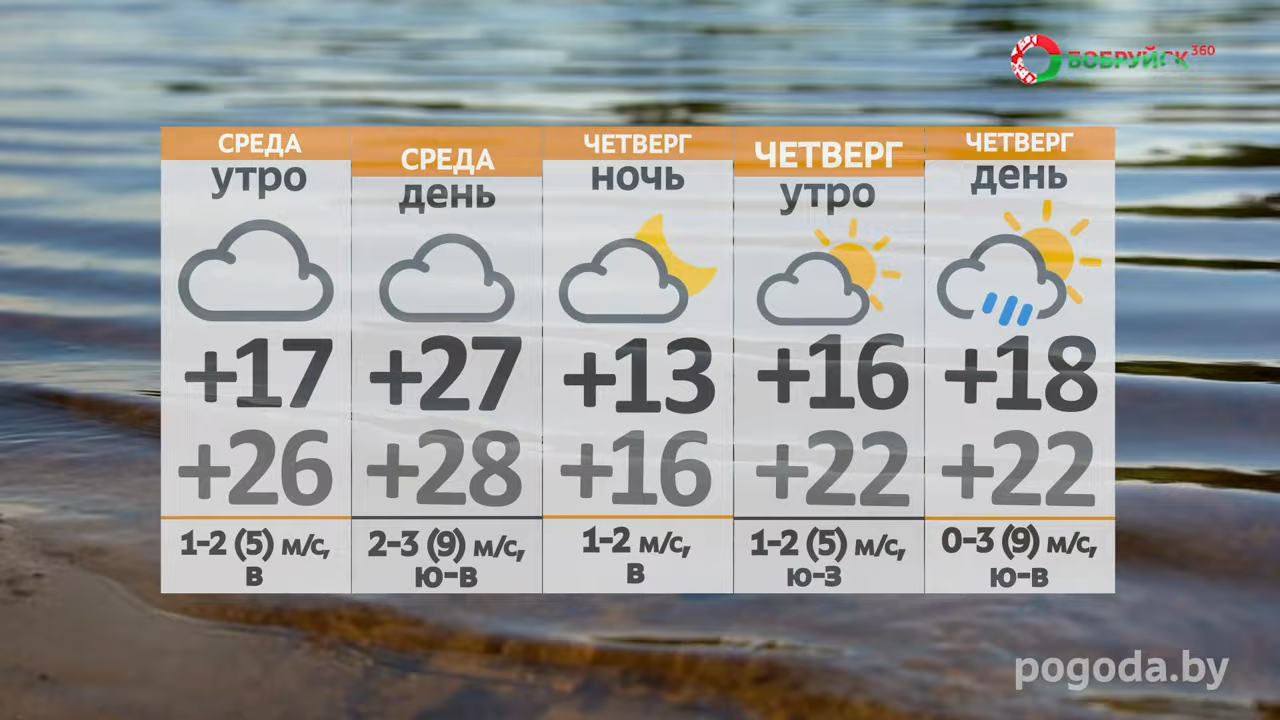 БОБРУЙСК 360
СРЕДА
утро
+17
+26
1-2 (5) м/с,
в
СРЕДА
день
+27
+28
2-3 (9) м/с,
ю-в
ЧЕТВЕРГ
ночь
+13
+16
1-2 м/с,
в
ЧЕТВЕРГ
утро
+16
+22
1-2 (5) м/с,
ю-з
ЧЕТВЕРГ
день
+18
+22
0-3 (9) м/с,
ю-в
pogoda.by